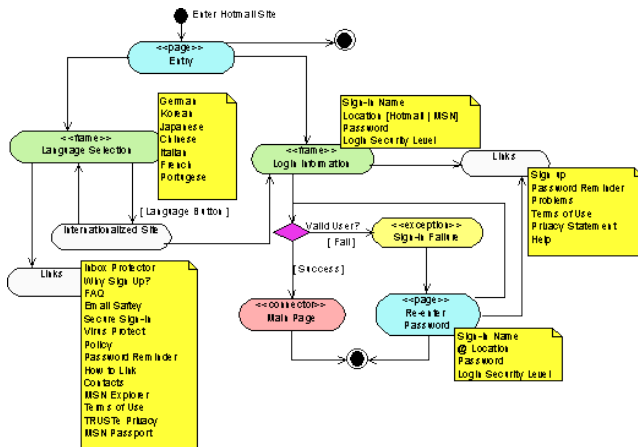 Enter Hotmail Site
<<page>>
Entry
German
Korean
Japanese
Chinese
Italian
French
Portugese
<<frame>>
Language Selection
Sign-In Name
Location [Hotmail | MSN]
Password
Login Security Level
<<frame>>
Login Information
Links
Sign up
Password Reminder
Problems
Terms of Use
Privacy Statement
Help
[ Language Button ]
Internationalized Site
Valid User?
[ Fail ]
<<exception>>
Sign-In Failure
Links
Inbox Protector
Why Sign Up?
FAQ
Email Saftey
Secure Sign-In
Virus Protect
Policy
Password Reminder
How to Link
Contacts
MSN Explorer
Terms of Use
TRUSTe Privacy
MSN Passport
[Success]
<<connector>>
Main Page
<<page>>
Re-enter
Password
Sign-In Name
@ Location
Password
Login Security Level